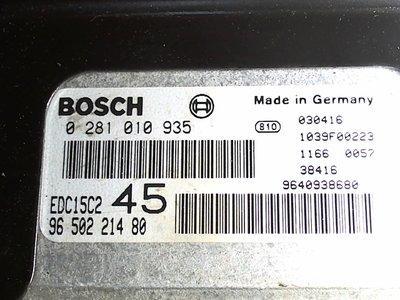 BOSCH
Made in Germany
0 281 010 935
810
030416
1039F00223
1166 0057
38416
9640938680
EDC15C2 45
96 502 214 80